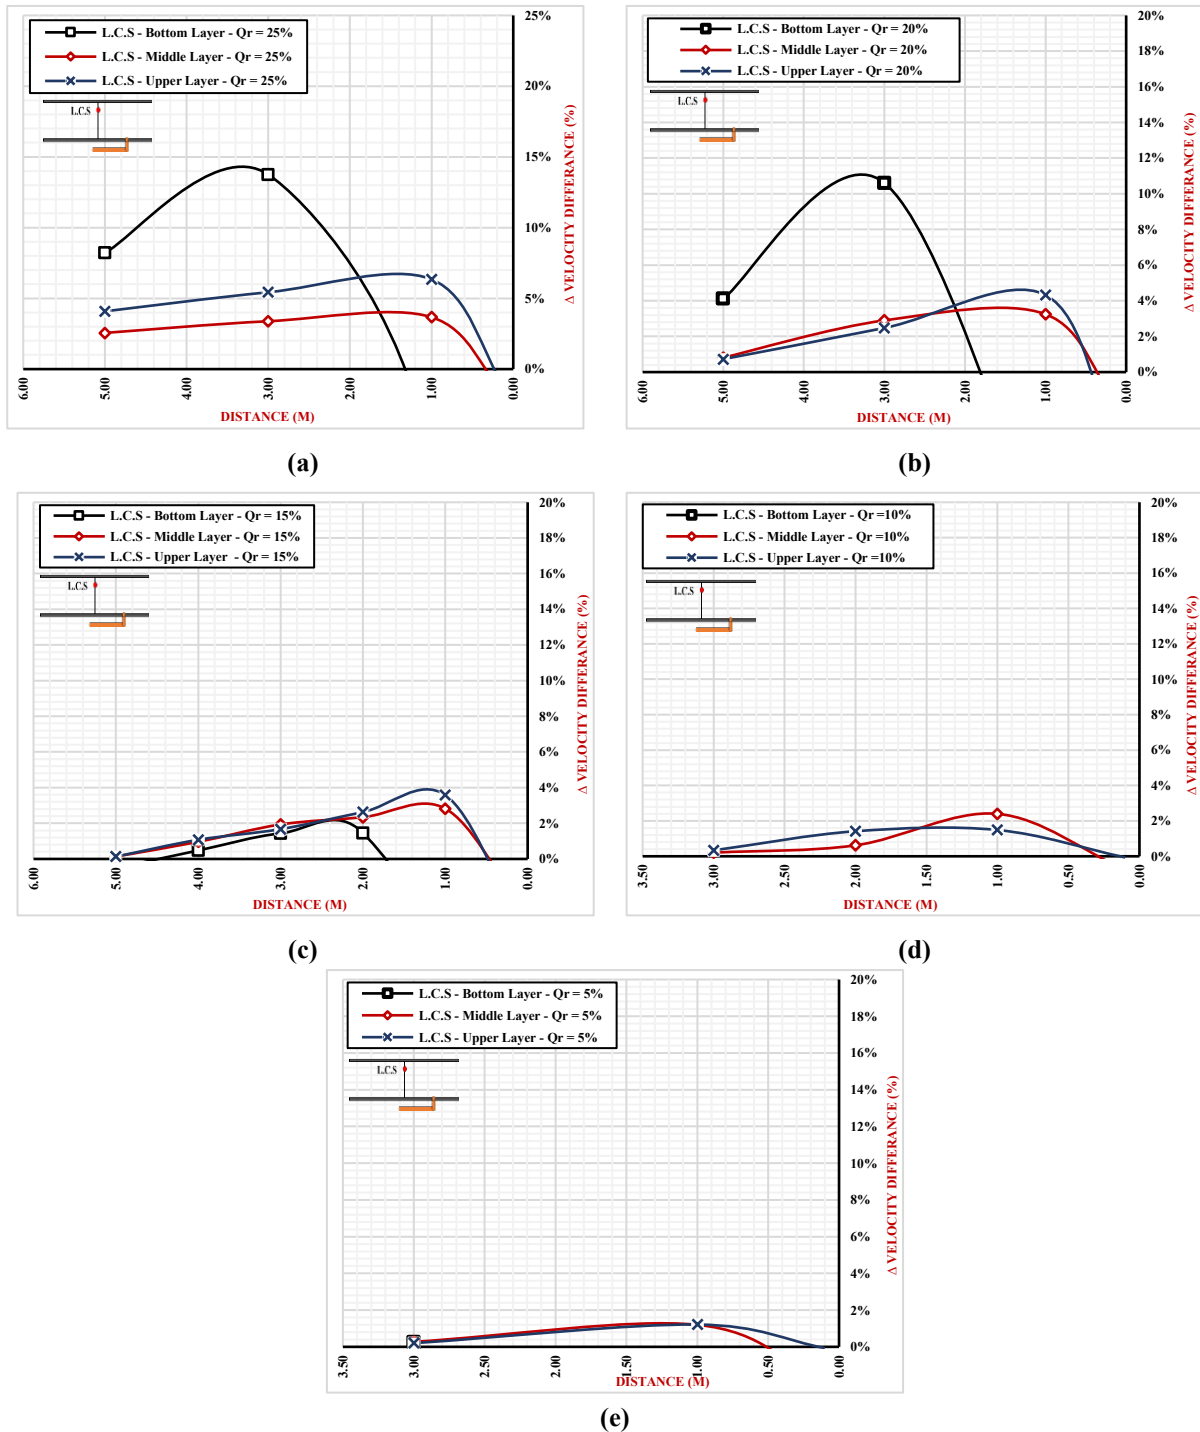 L.C.S - Bottom Layer - Qr = 25%
L.C.S - Middle Layer - Qr = 25%
L.C.S - Upper Layer - Qr = 25%
L.C.S
25%
20%
15%
10%
5%
0%
Δ VELOCITY DIFFERANCE (%)
6.00
5.00
4.00
3.00
2.00
1.00
0.00
DISTANCE (M)
(a)
L.C.S - Bottom Layer - Qr = 20%
L.C.S - Middle Layer - Qr = 20%
L.C.S - Upper Layer - Qr = 20%
L.C.S
20%
18%
16%
14%
12%
10%
8%
6%
4%
2%
0%
Δ VELOCITY DIFFERANCE (%)
6.00
5.00
4.00
3.00
2.00
1.00
0.00
DISTANCE (M)
(b)
L.C.S - Bottom Layer - Qr = 15%
L.C.S - Middle Layer - Qr = 15%
L.C.S - Upper Layer - Qr = 15%
L.C.S
20%
18%
16%
14%
12%
10%
8%
6%
4%
2%
0%
Δ VELOCITY DIFFERANCE (%)
6.00
5.00
4.00
3.00
2.00
1.00
0.00
DISTANCE (M)
(c)
L.C.S - Bottom Layer - Qr =10%
L.C.S - Middle Layer - Qr =10%
L.C.S - Upper Layer - Qr =10%
L.C.S
20%
18%
16%
14%
12%
10%
8%
6%
4%
2%
0%
Δ VELOCITY DIFFERANCE (%)
3.50
3.00
2.50
2.00
1.50
1.00
0.50
0.00
DISTANCE (M)
(d)
L.C.S - Bottom Layer - Qr = 5%
L.C.S - Middle Layer - Qr = 5%
L.C.S - Upper Layer - Qr = 5%
L.C.S
20%
18%
16%
14%
12%
10%
8%
6%
4%
2%
0%
Δ VELOCITY DIFFERANCE (%)
3.50
3.00
2.50
2.00
1.50
1.00
0.50
0.00
DISTANCE (M)
(e)